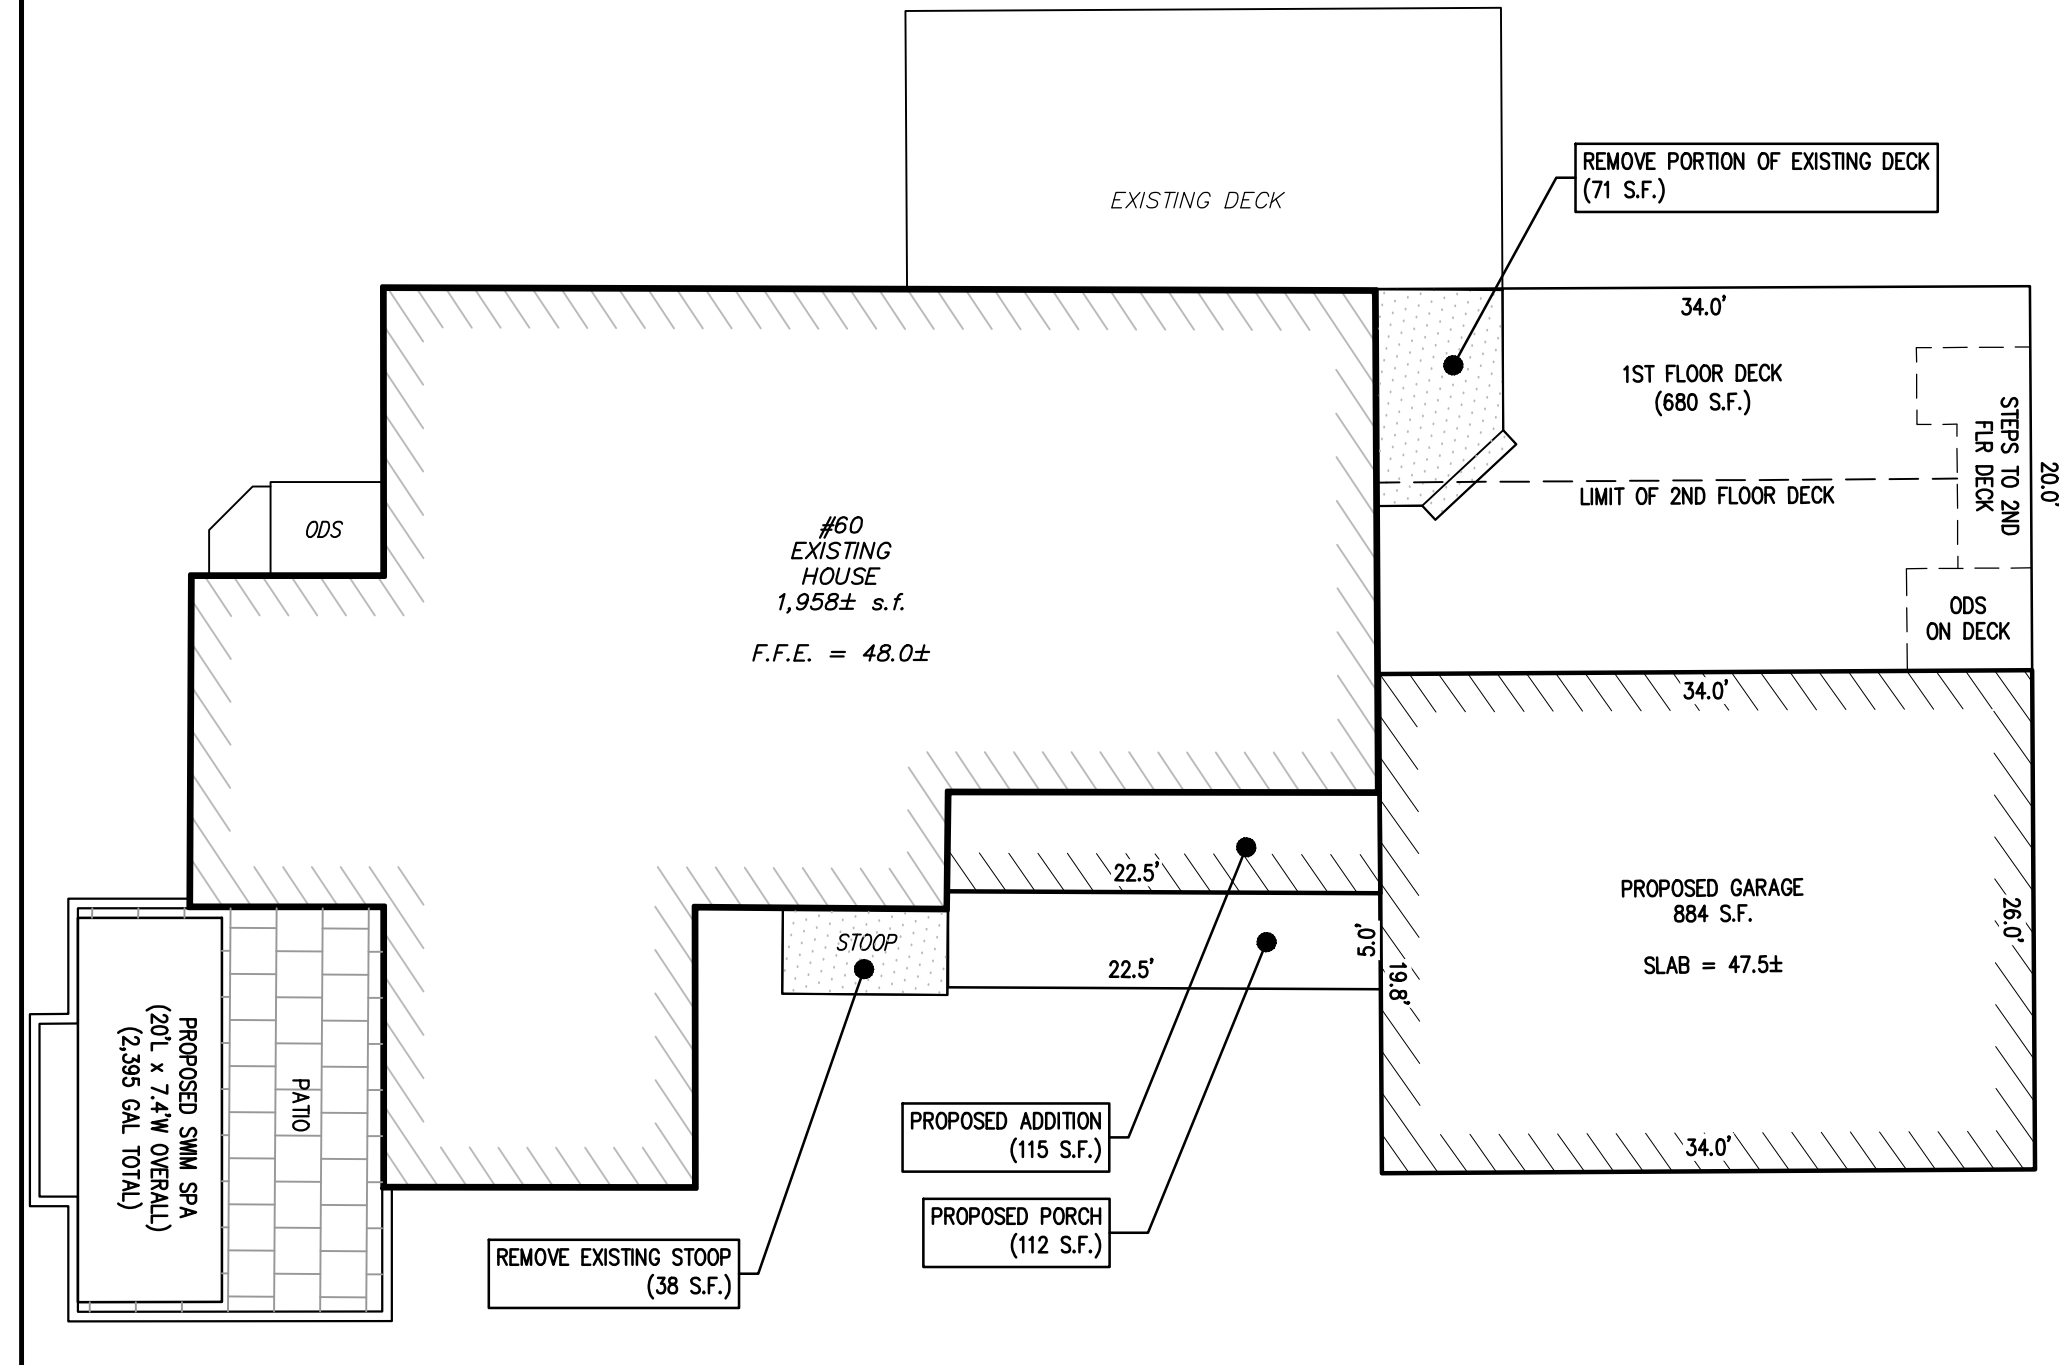 EXISTING DECK
REMOVE PORTION OF EXISTING DECK
(71 S.F.)
34.0'
1ST FLOOR DECK
(680 S.F.)
STEPS TO 2ND
FLR DECK
20.0'
LIMIT OF 2ND FLOOR DECK
ODS
#60
EXISTING
HOUSE
1,958± s.f.
F.F.E. = 48.0±
ODS
ON DECK
34.0'
22.5'
PROPOSED GARAGE
884 S.F.
SLAB = 47.5±
26.0'
STOOP
22.5'
5.0'
19.8'
PROPOSED SWIM SPA
(20'L x 7.4'W OVERALL)
(2,395 GAL TOTAL)
PATIO
PROPOSED ADDITION
(115 S.F.)
34.0'
PROPOSED PORCH
(112 S.F.)
REMOVE EXISTING STOOP
(38 S.F.)